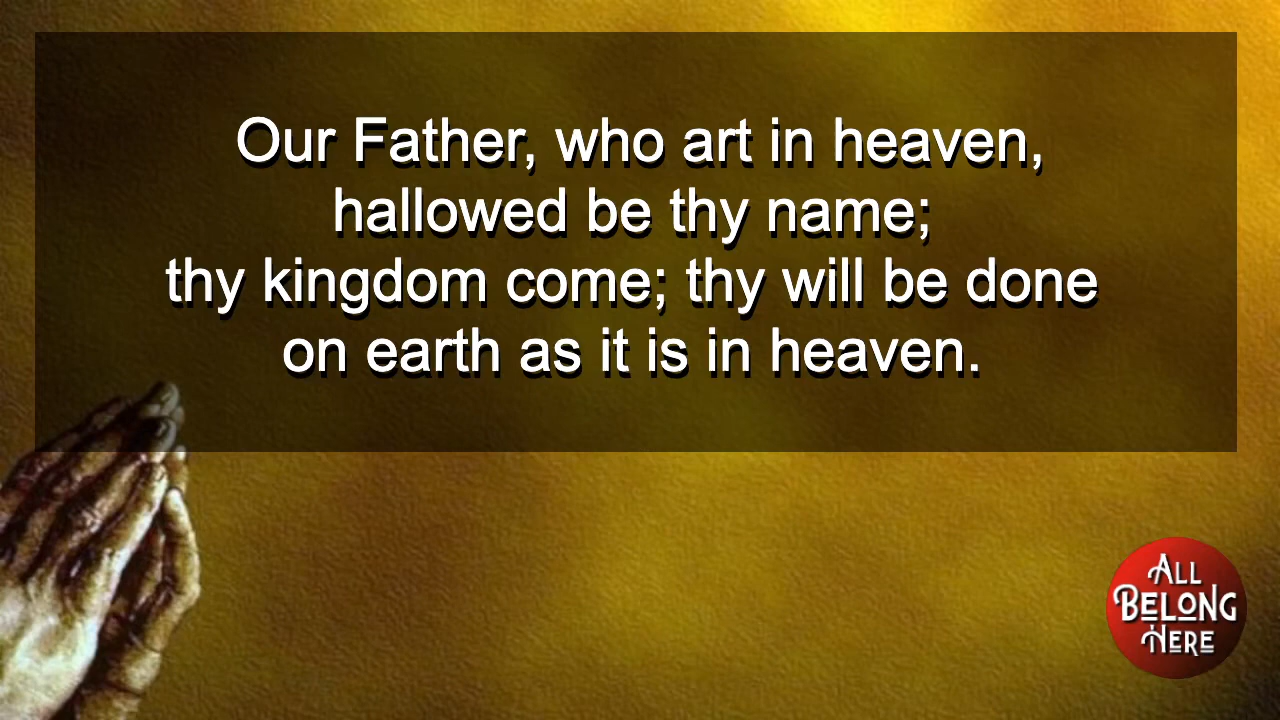 Our Father, who art in heaven,
hallowed be thy name;
thy kingdom come; thy will be done
on earth as it is in heaven.
ALL
BELONG
HERE